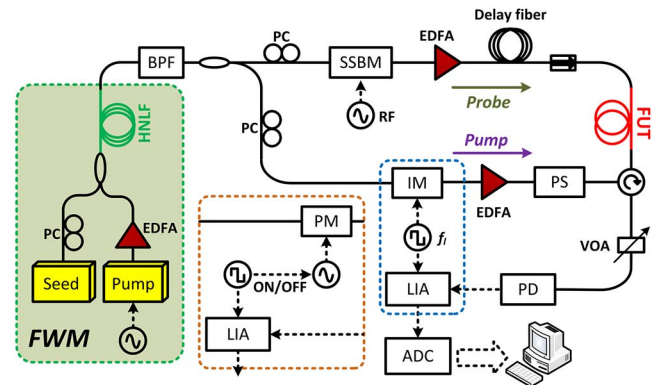 Delay fiber
EDFA
PC
BPF
SSBM
RF
Probe
HNLF
PC
Pump
FUT
IM
EDFA
PS
PM
EDFA
PC
f_I
VOA
ON/OFF
Seed
Pump
LIA
PD
LIA
FWM
ADC